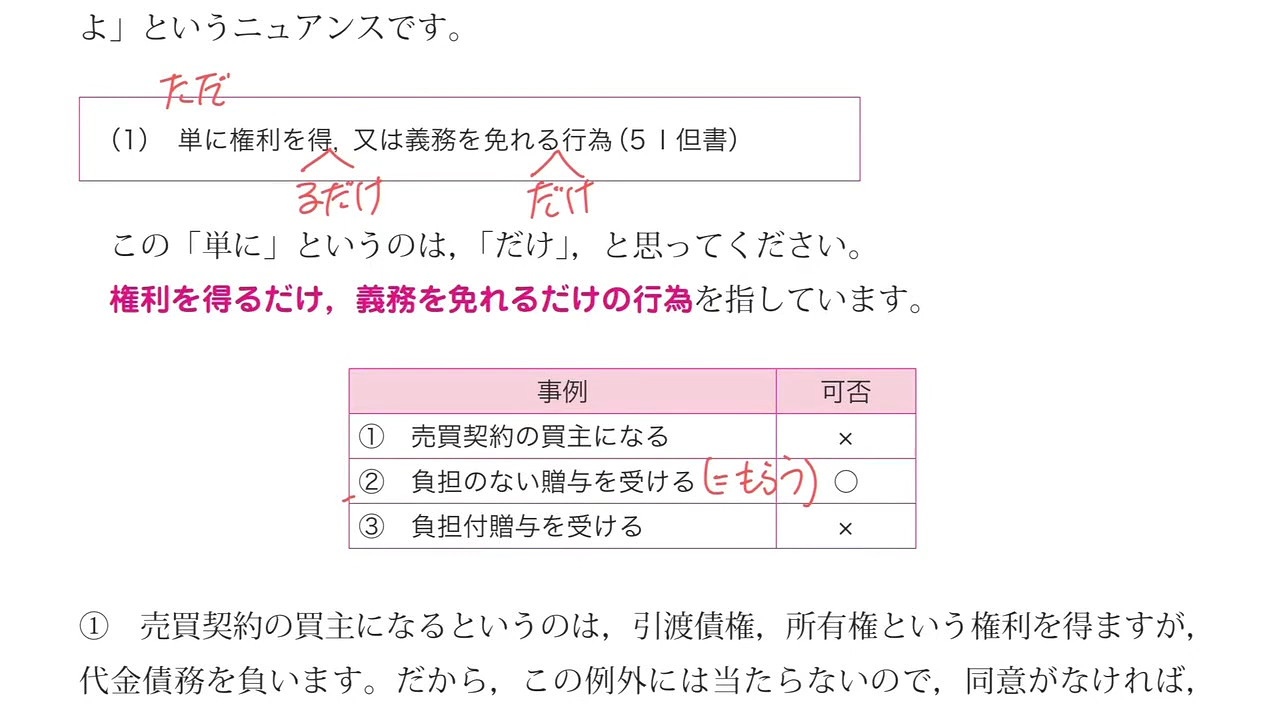 よ」というニュアンスです。
ただ
(1) 単に権利を得, 又は義務を免れる行為(5Ⅰ但書)
るだけ だけ
この「単に」というのは,「だけ」, と思ってください。
権利を得るだけ, 義務を免れるだけの行為を指しています。
事例 可否
① 売買契約の買主になる ×
② 負担のない贈与を受ける (=もらう) ○
③ 負担付贈与を受ける ×
① 売買契約の買主になるというのは, 引渡債権, 所有権という権利を得ますが,
代金債務を負います。だから, この例外には当たらないので, 同意がなければ,